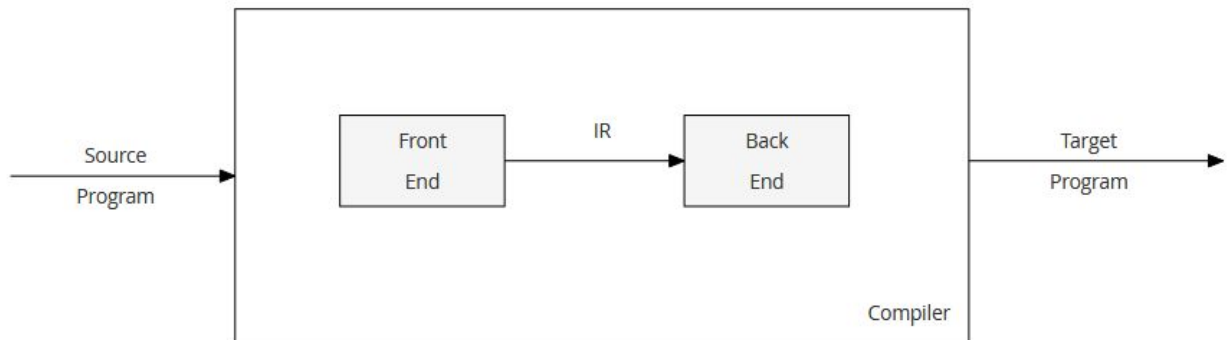 Source
Program
Front
End
IR
Back
End
Target
Program
Compiler